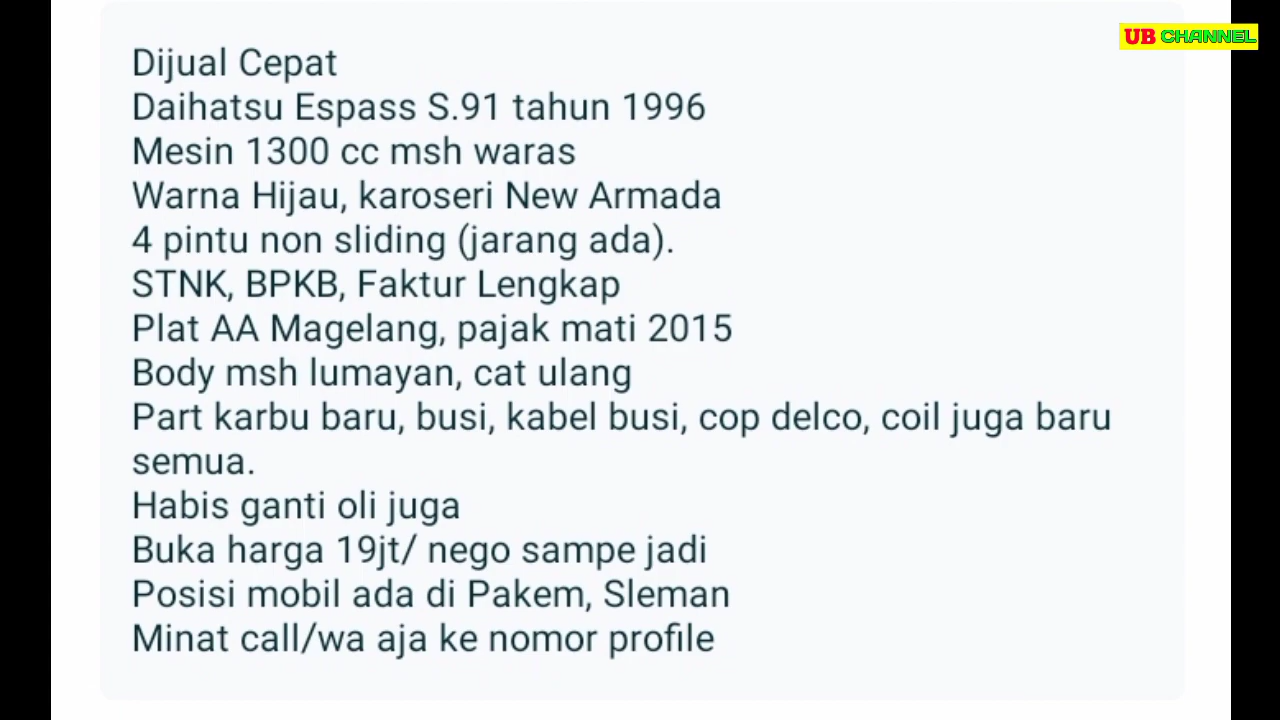 UB CHANNEL
Dijual Cepat
Daihatsu Espass S.91 tahun 1996
Mesin 1300 cc msh waras
Warna Hijau, karoseri New Armada
4 pintu non sliding (jarang ada).
STNK, BPKB, Faktur Lengkap
Plat AA Magelang, pajak mati 2015
Body msh lumayan, cat ulang
Part karbu baru, busi, kabel busi, cop delco, coil juga baru
semua.
Habis ganti oli juga
Buka harga 19jt/ nego sampe jadi
Posisi mobil ada di Pakem, Sleman
Minat call/wa aja ke nomor profile